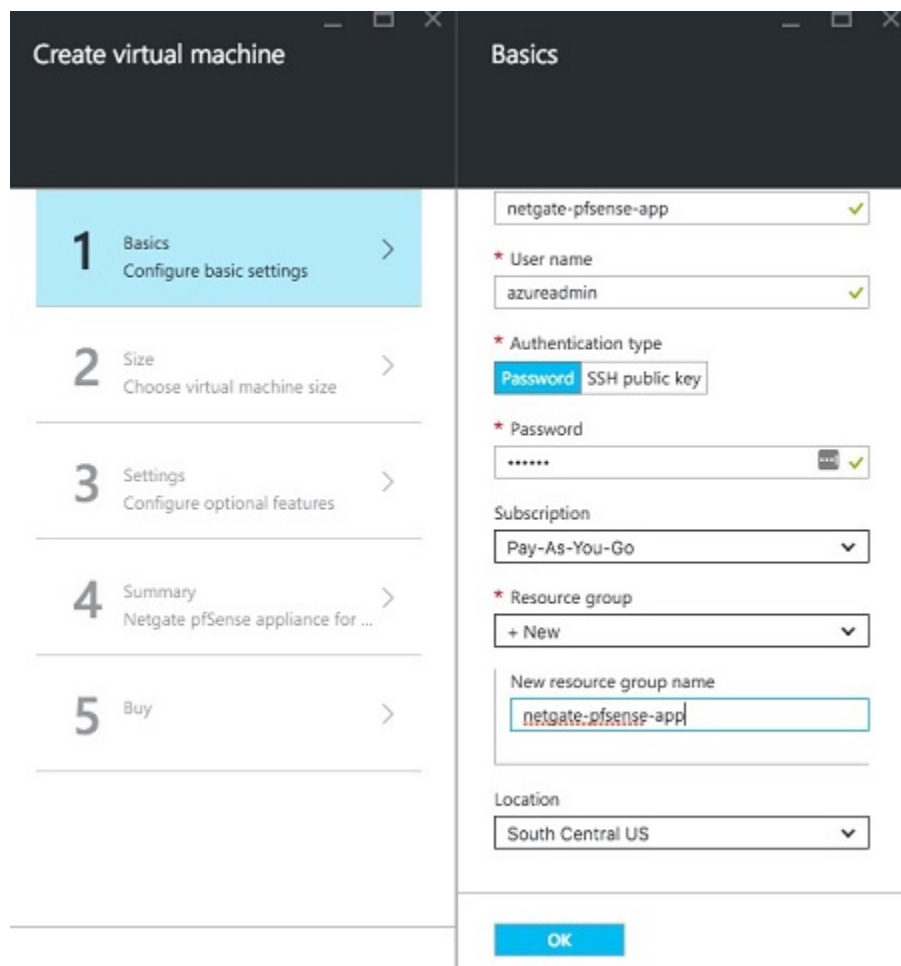 Create virtual machine
Basics
1
Basics
Configure basic settings
2
Size
Choose virtual machine size
3
Settings
Configure optional features
4
Summary
Netgate pfSense appliance for ...
5
Buy
netgate-pfsense-app
* User name
azureadmin
* Authentication type
Password SSH public key
* Password
••••••
Subscription
Pay-As-You-Go
* Resource group
+ New
New resource group name
netgate-pfsense-app
Location
South Central US
OK